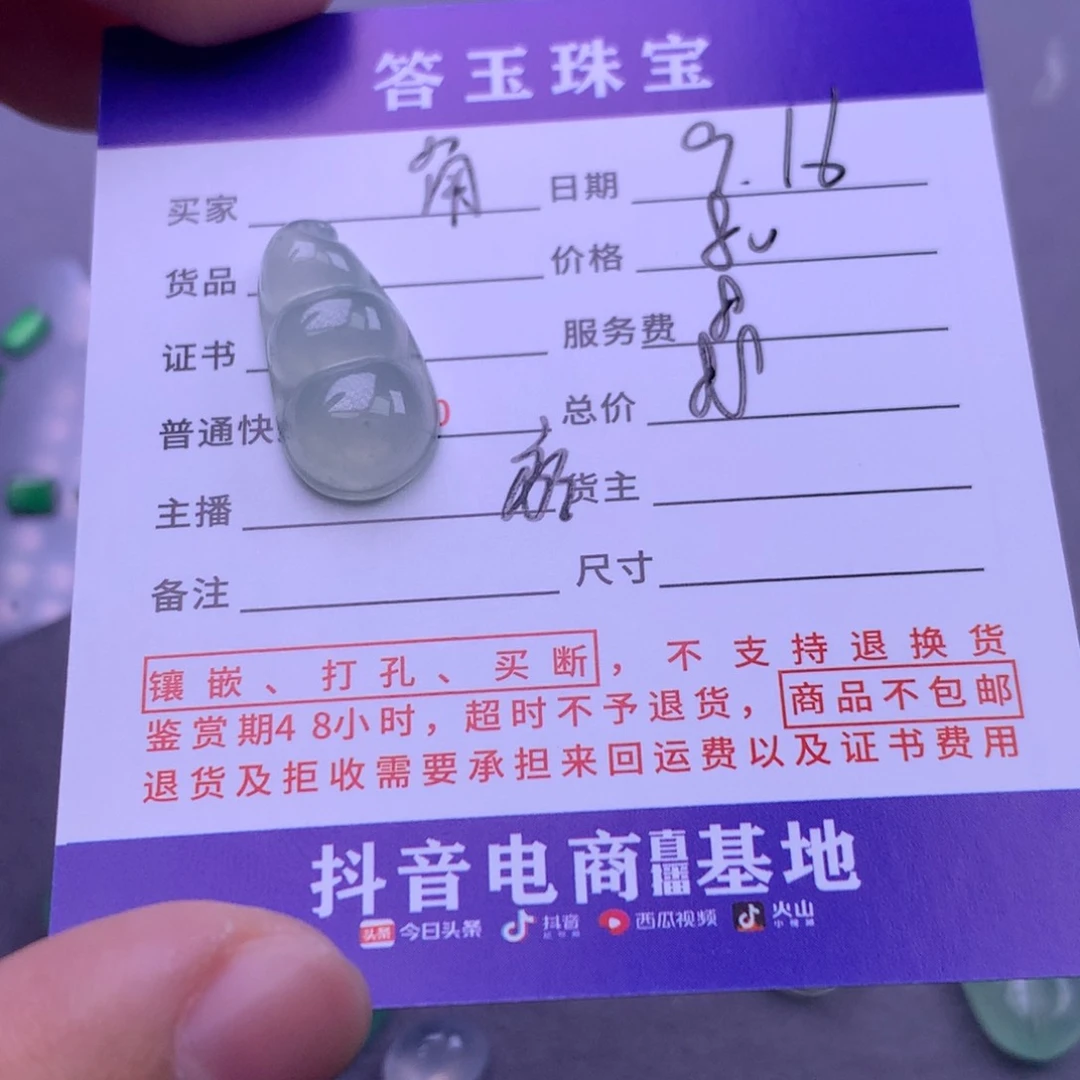 答玉珠宝
买家 日期 9.16
货品 价格 80
证书 服务费 8
普通快 0 总价
主播 货主
备注 尺寸
镶嵌、打孔、买断，不支持退换货
鉴赏期48小时，超时不予退货，商品不包邮
退货及拒收需要承担来回运费以及证书费用
抖音电商直播基地
头条 今日头条 抖音 西瓜视频 火山